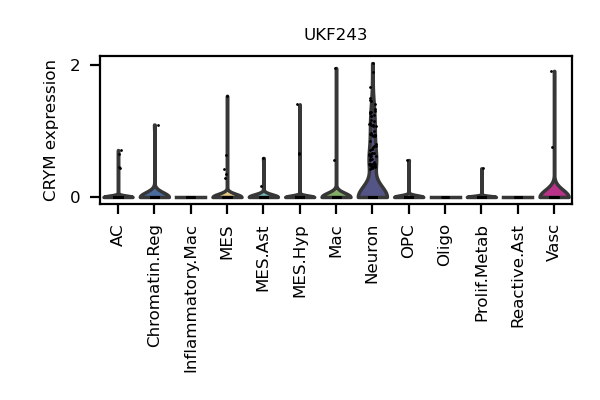 UKF243
CRYM expression
2
0
AC
Chromatin.Reg
Inflammatory.Mac
MES
MES.Ast
MES.Hyp
Mac
Neuron
OPC
Oligo
Prolif.Metab
Reactive.Ast
Vasc